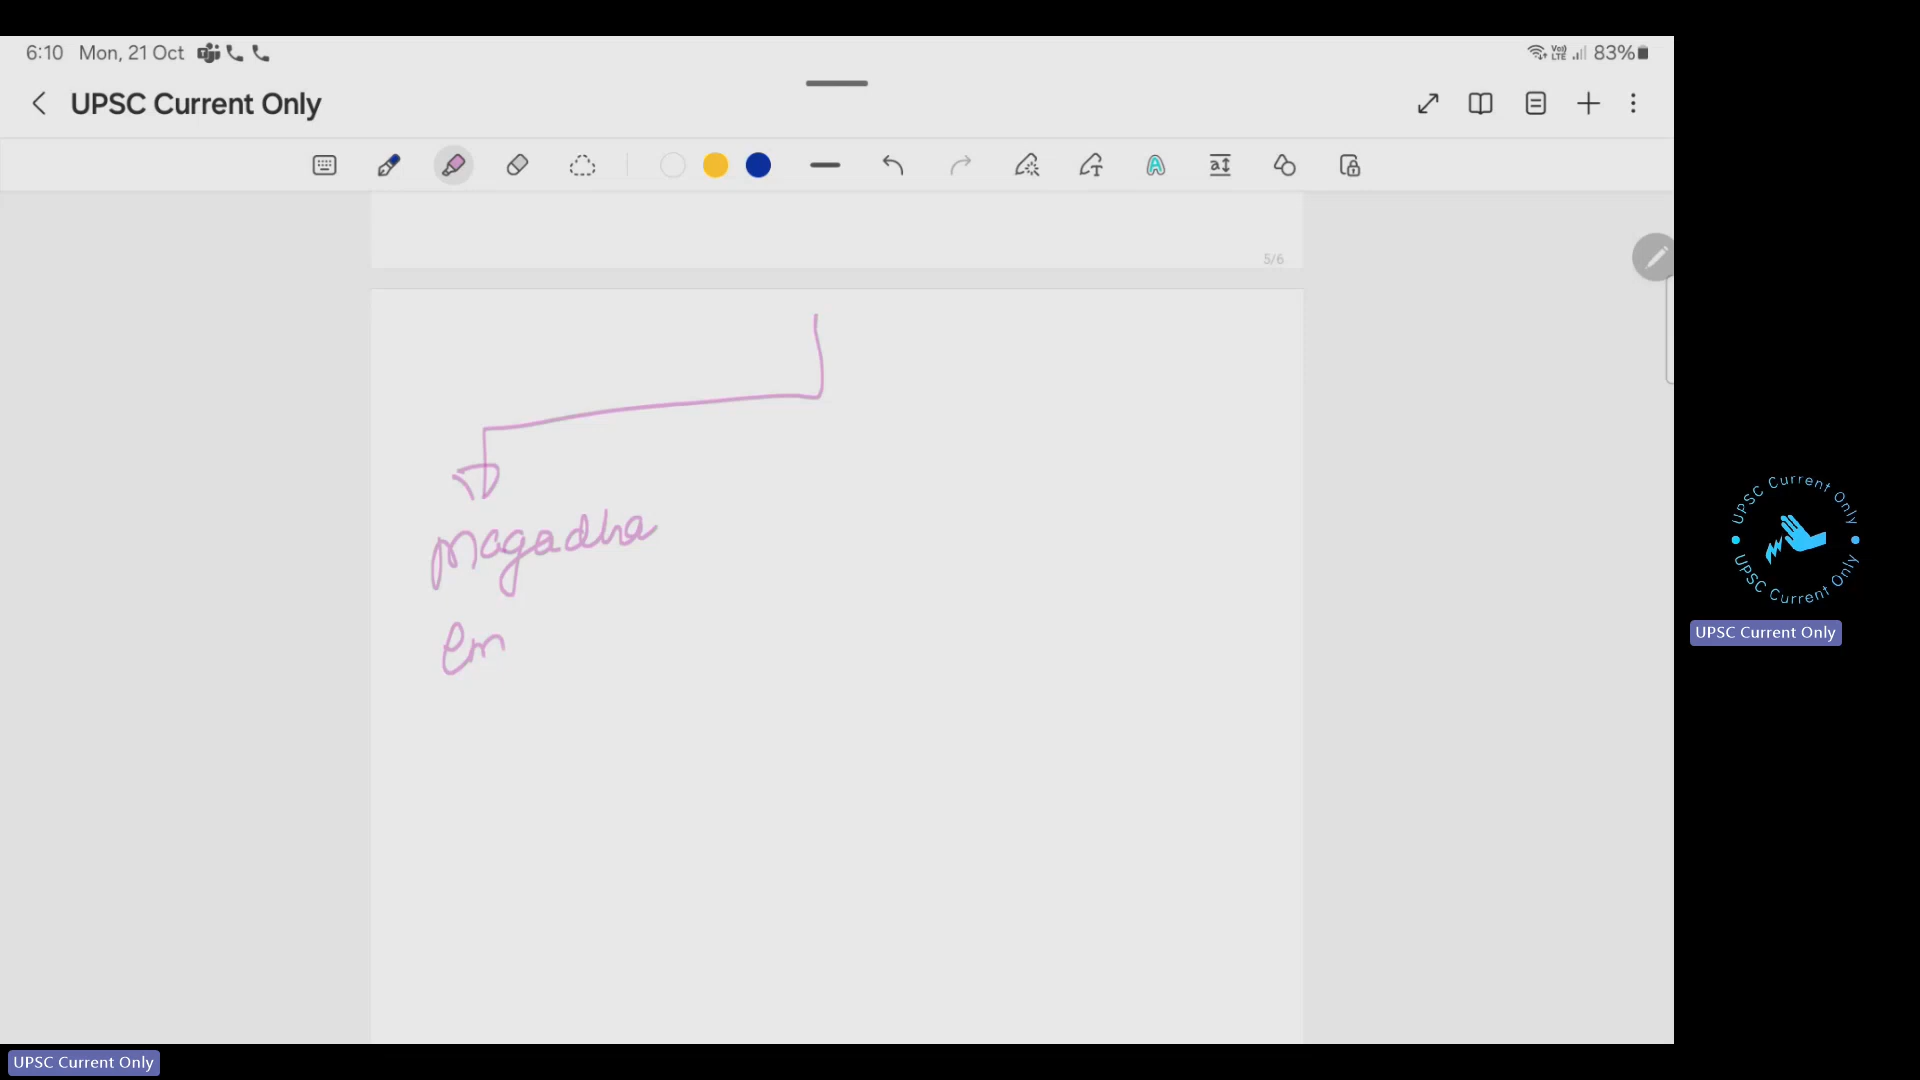 6:10 Mon, 21 Oct
83%
UPSC Current Only
5/6
magadha
em
UPSC Current Only
UPSC Current Only
UPSC Current Only
UPSC Current Only